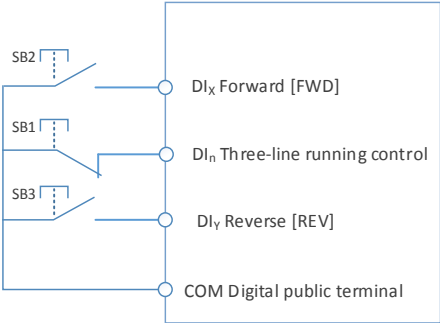 SB2
DIX Forward [FWD]
SB1
DIn Three-line running control
SB3
DIY Reverse [REV]
COM Digital public terminal